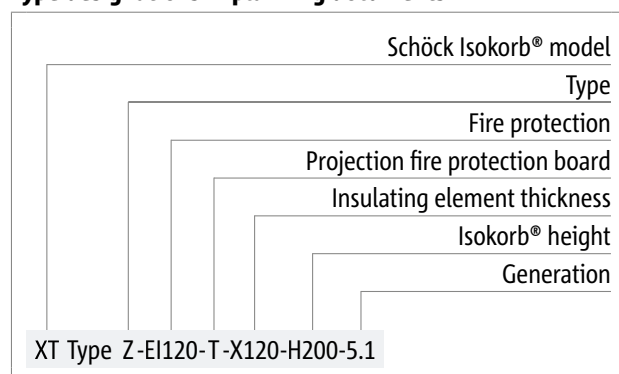 Schöck Isokorb® model
Type
Fire protection
Projection fire protection board
Insulating element thickness
Isokorb® height
Generation
XT Type Z-EI120-T-X120-H200-5.1